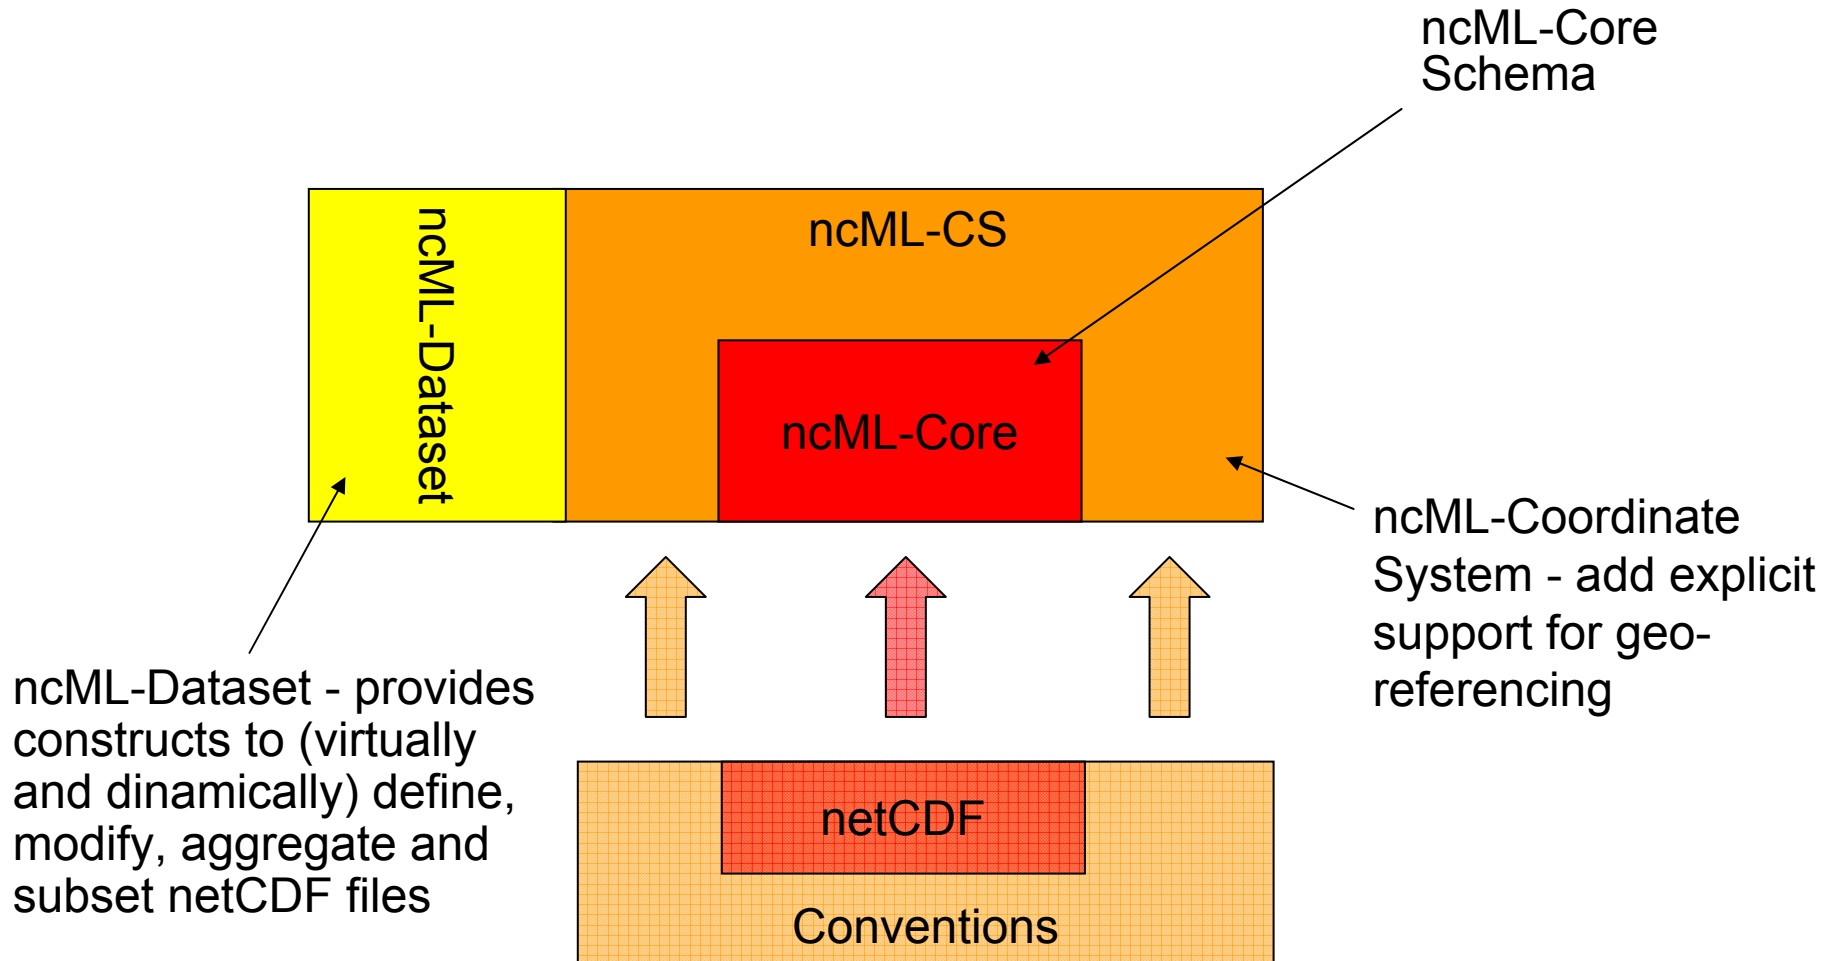 ncML-Core
Schema
ncML-Dataset
ncML-CS
ncML-Core
ncML-Coordinate
System - add explicit
support for geo-
referencing
ncML-Dataset - provides
constructs to (virtually
and dinamically) define,
modify, aggregate and
subset netCDF files
netCDF
Conventions